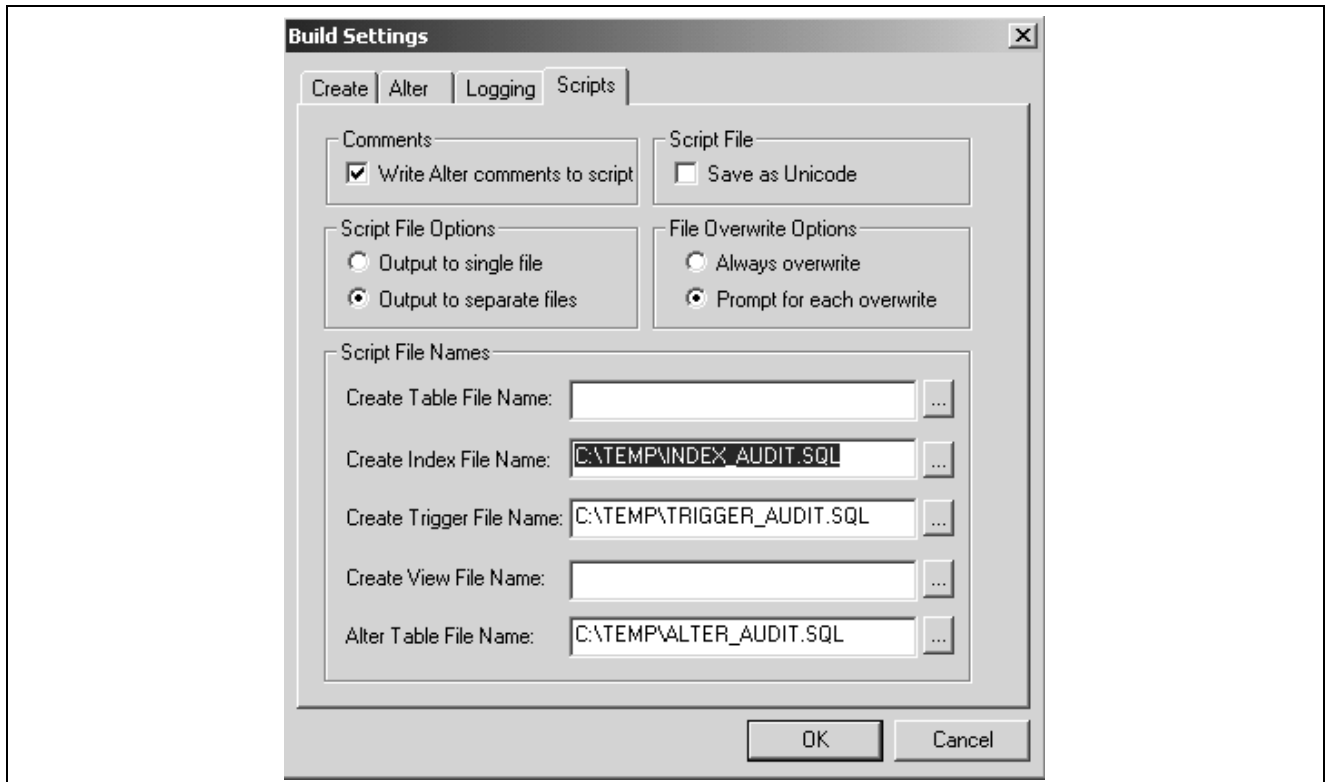 Build Settings
Create Alter Logging Scripts
Comments
Write Alter comments to script
Script File
Save as Unicode
Script File Options
Output to single file
Output to separate files
File Overwrite Options
Always overwrite
Prompt for each overwrite
Script File Names
Create Table File Name:
...
Create Index File Name: C:\TEMP\INDEX_AUDIT.SQL ...
Create Trigger File Name: C:\TEMP\TRIGGER_AUDIT.SQL ...
Create View File Name: ...
Alter Table File Name: C:\TEMP\ALTER_AUDIT.SQL ...
OK Cancel